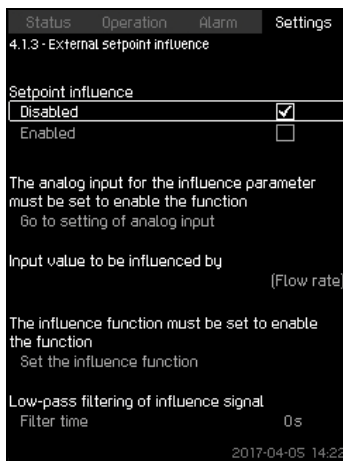 Status Operation Alarm Settings
4.1.3 - External setpoint influence
Setpoint influence
Disabled
Enabled
The analog input for the influence parameter
must be set to enable the function
Go to setting of analog input
Input value to be influenced by
(Flow rate)
The influence function must be set to enable
the function
Set the influence function
Low-pass filtering of influence signal
Filter time 0s
2017-04-05 14:22